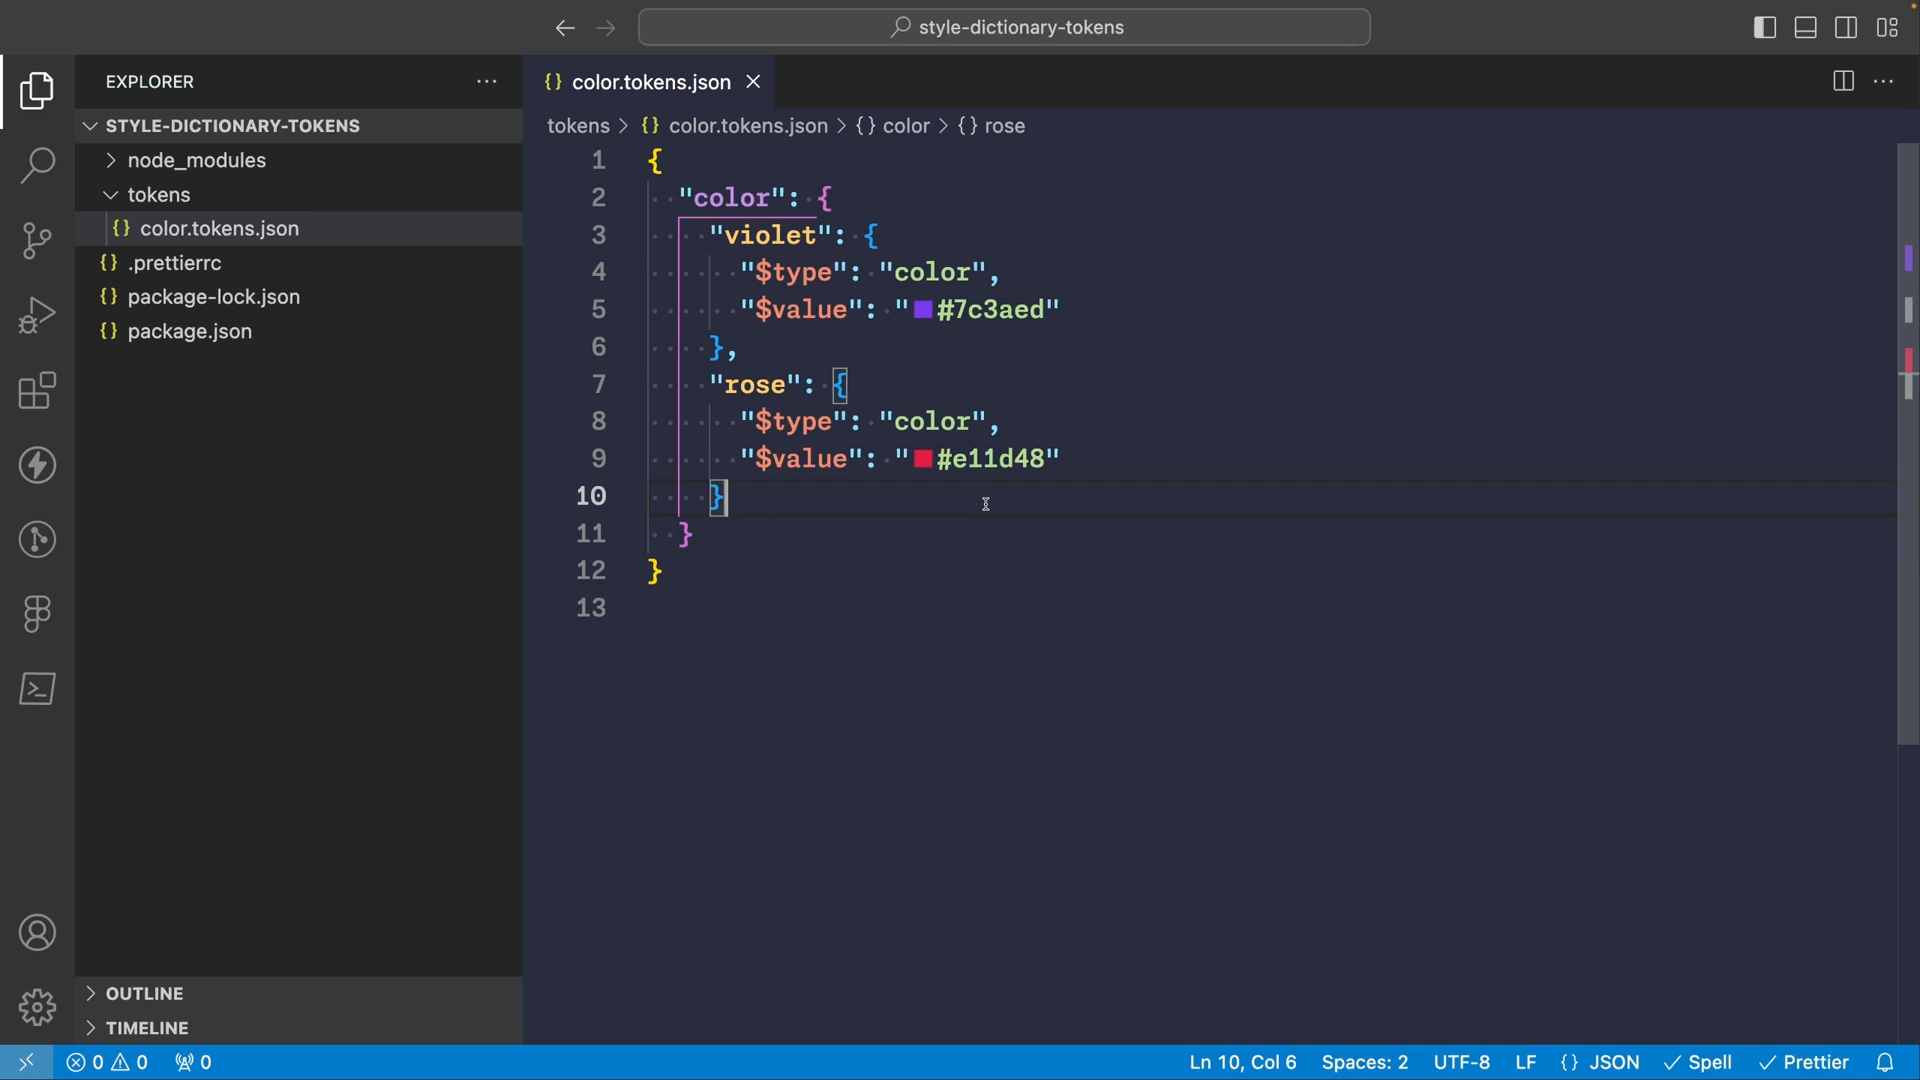 style-dictionary-tokens
EXPLORER
color.tokens.json
STYLE-DICTIONARY-TOKENS
node_modules
tokens
color.tokens.json
.prettierrc
package-lock.json
package.json
OUTLINE
TIMELINE
tokens > {} color.tokens.json > {} color > {} rose
1 {
2 "color": {
3 "violet": {
4 "$type": "color",
5 "$value": "#7c3aed"
6 },
7 "rose": {
8 "$type": "color",
9 "$value": "#e11d48"
10 }
11 }
12 }
13
0 0 0 Ln 10, Col 6 Spaces: 2 UTF-8 LF {} JSON Spell Prettier